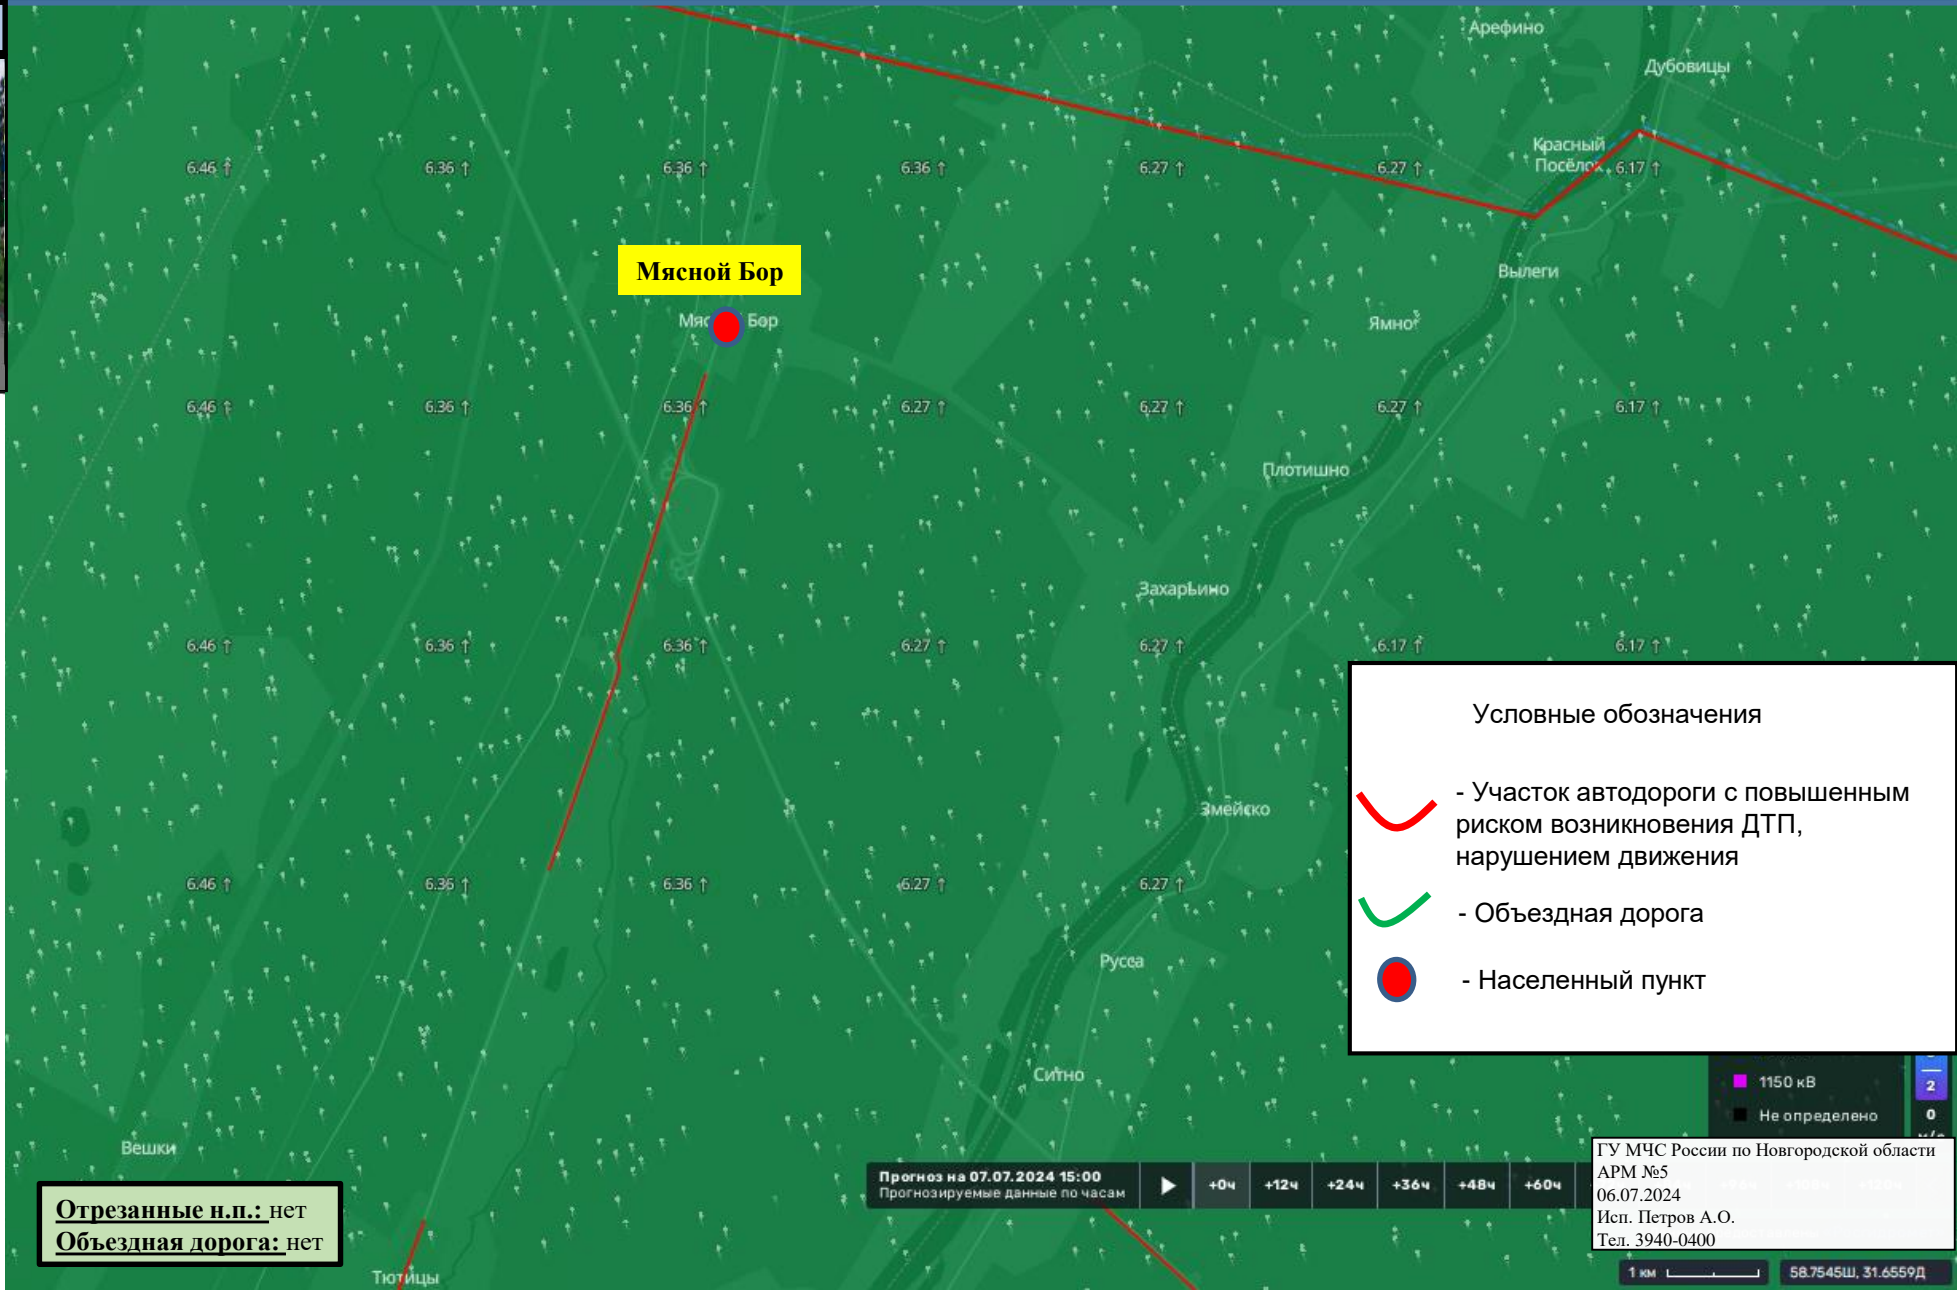 Арефино
Дубовицы
Красный
Посёлок
6.46 ↑ 6.36 ↑ 6.36 ↑ 6.36 ↑ 6.27 ↑ 6.27 ↑ 6.17 ↑
Мясной Бор
Вылеги
Бор
Ямно
6.46 ↑ 6.36 ↑ 6.36 ↑ 6.27 ↑ 6.27 ↑ 6.27 ↑ 6.17 ↑
Плотишно
Захарьино
6.46 ↑ 6.36 ↑ 6.36 ↑ 6.27 ↑ 6.27 ↑ 6.17 ↑ 6.17 ↑
Условные обозначения
- Участок автодороги с повышенным
риском возникновения ДТП,
нарушением движения
Змейско
6.46 ↑ 6.36 ↑ 6.36 ↑ 6.27 ↑ 6.27 ↑
- Объездная дорога
Русса
- Населенный пункт
Ситно
1150 кВ
2
Не определено
0
Вешки
Прогноз на 07.07.2024 15:00
Прогнозируемые данные по часам
+0ч +12ч +24ч +36ч +48ч +60ч
ГУ МЧС России по Новгородской области
АРМ №5
06.07.2024
Исп. Петров А.О.
Тел. 3940-0400
Отрезанные н.п.: нет
Объездная дорога: нет
Тютицы
1 км
58.7545Ш, 31.6559Д